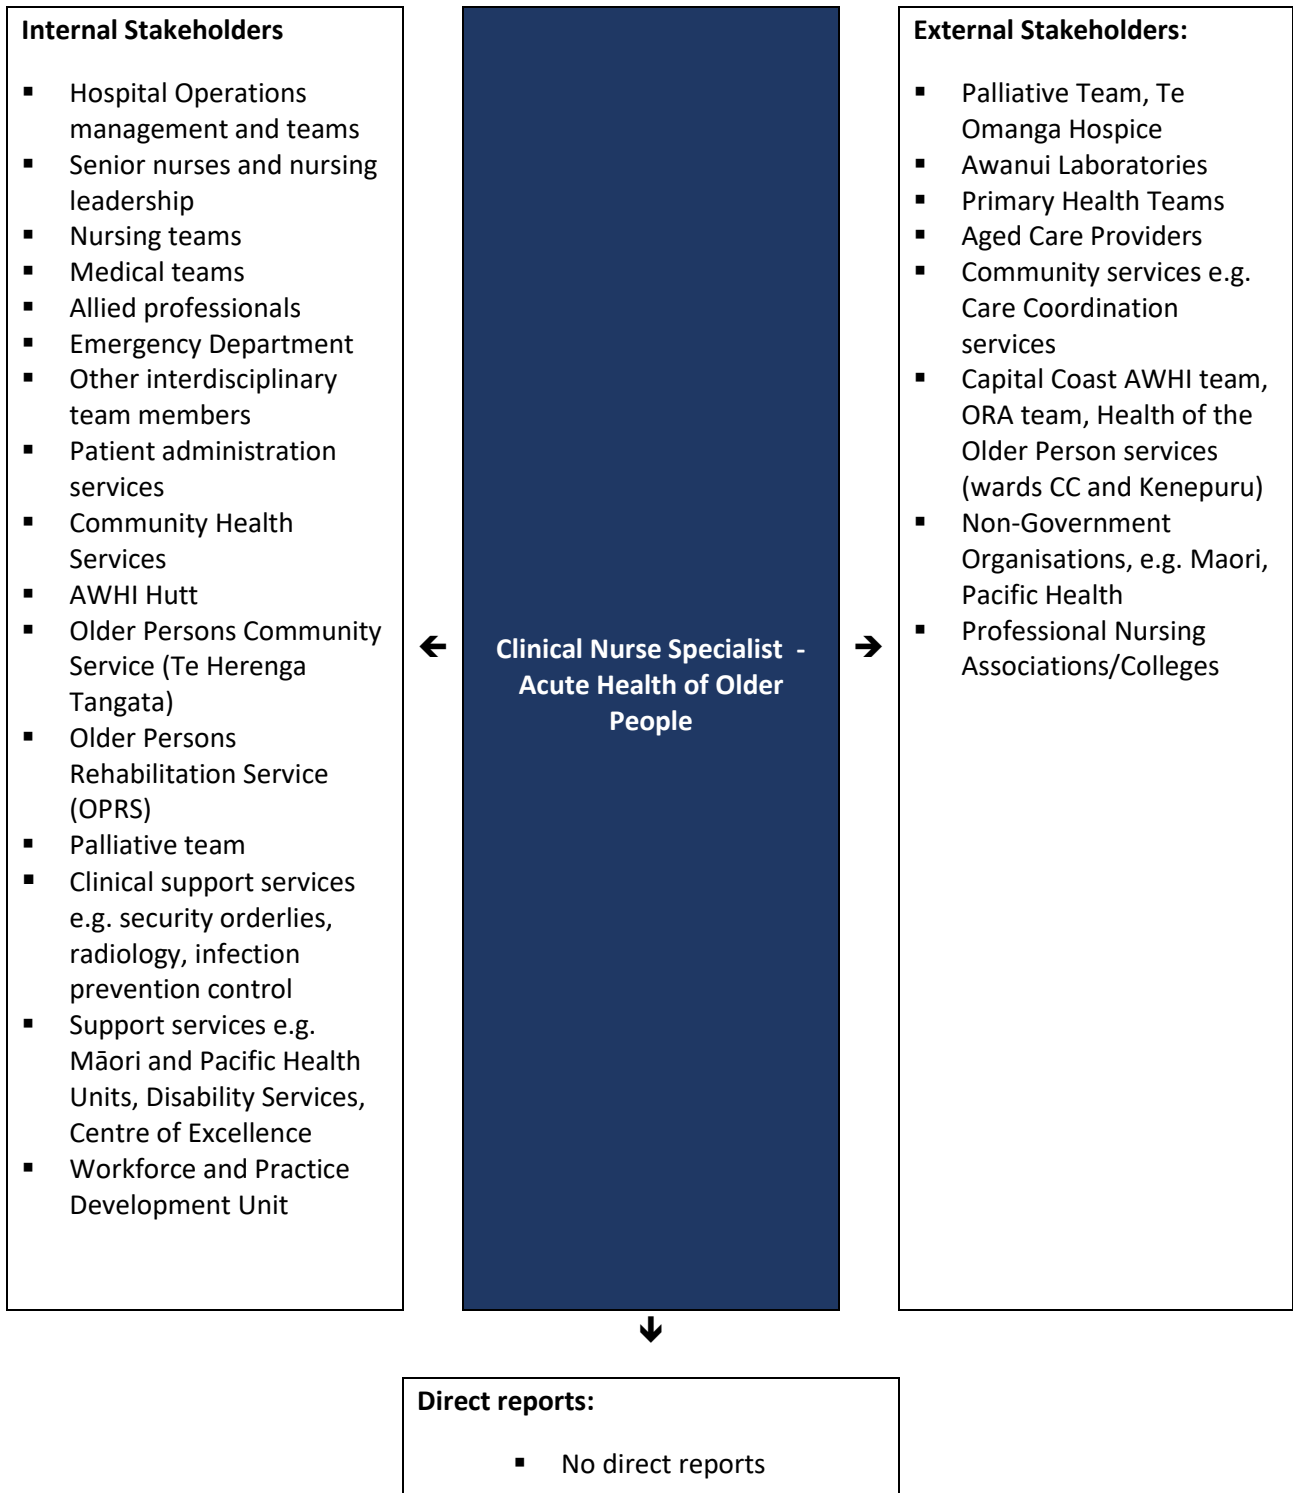 Internal Stakeholders
▪ Hospital Operations
management and teams
▪ Senior nurses and nursing
leadership
▪ Nursing teams
▪ Medical teams
▪ Allied professionals
▪ Emergency Department
▪ Other interdisciplinary
team members
▪ Patient administration
services
▪ Community Health
Services
▪ AWHI Hutt
▪ Older Persons Community
Service (Te Herenga
Tangata)
▪ Older Persons
Rehabilitation Service
(OPRS)
▪ Palliative team
▪ Clinical support services
e.g. security orderlies,
radiology, infection
prevention control
▪ Support services e.g.
Māori and Pacific Health
Units, Disability Services,
Centre of Excellence
▪ Workforce and Practice
Development Unit
🡸
Clinical Nurse Specialist -
Acute Health of Older
People
🡺
External Stakeholders:
▪ Palliative Team, Te
Omanga Hospice
▪ Awanui Laboratories
▪ Primary Health Teams
▪ Aged Care Providers
▪ Community services e.g.
Care Coordination
services
▪ Capital Coast AWHI team,
ORA team, Health of the
Older Person services
(wards CC and Kenepuru)
▪ Non-Government
Organisations, e.g. Maori,
Pacific Health
▪ Professional Nursing
Associations/Colleges
🡻
Direct reports:
▪ No direct reports